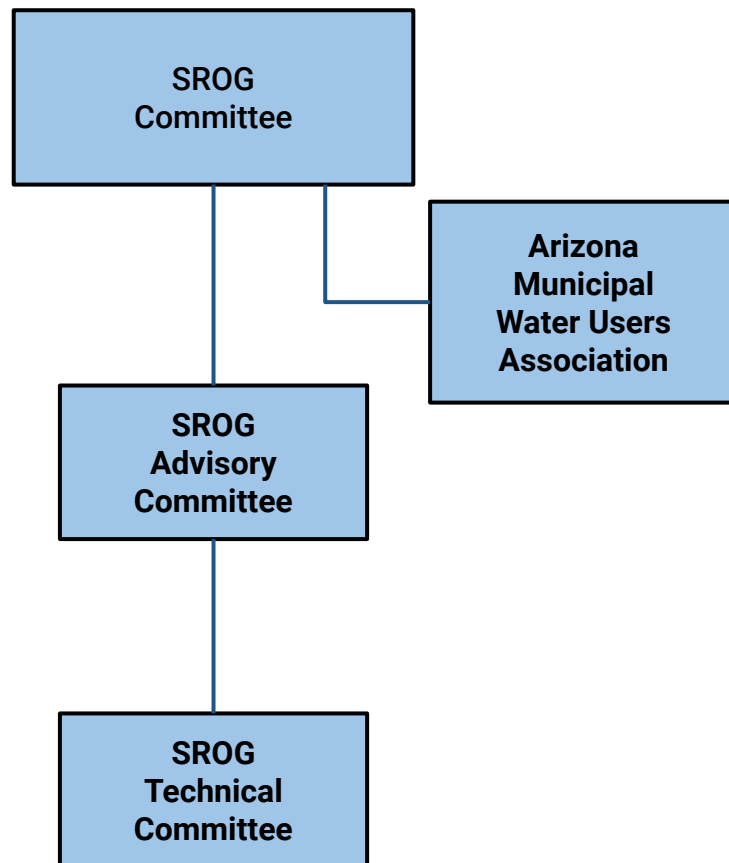 SROG
Committee
Arizona
Municipal
Water Users
Association
SROG
Advisory
Committee
SROG
Technical
Committee